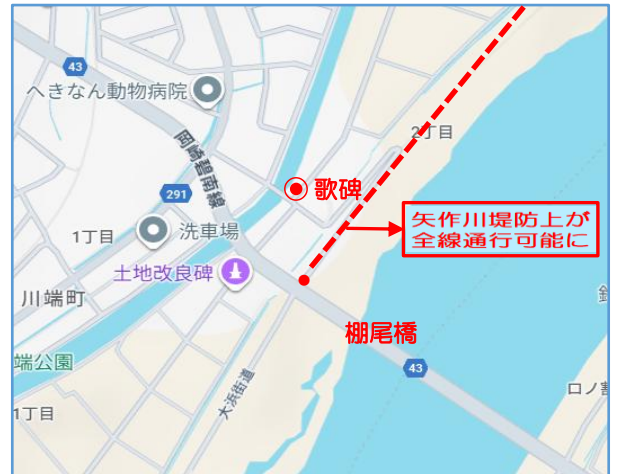 43
へきなん動物病院
岡崎碧南線
2丁目
歌碑
291
矢作川堤防上が
全線通行可能に
1丁目
洗車場
土地改良碑
川端町
棚尾橋
端公園
43
大浜街道
1丁目
口ノ割